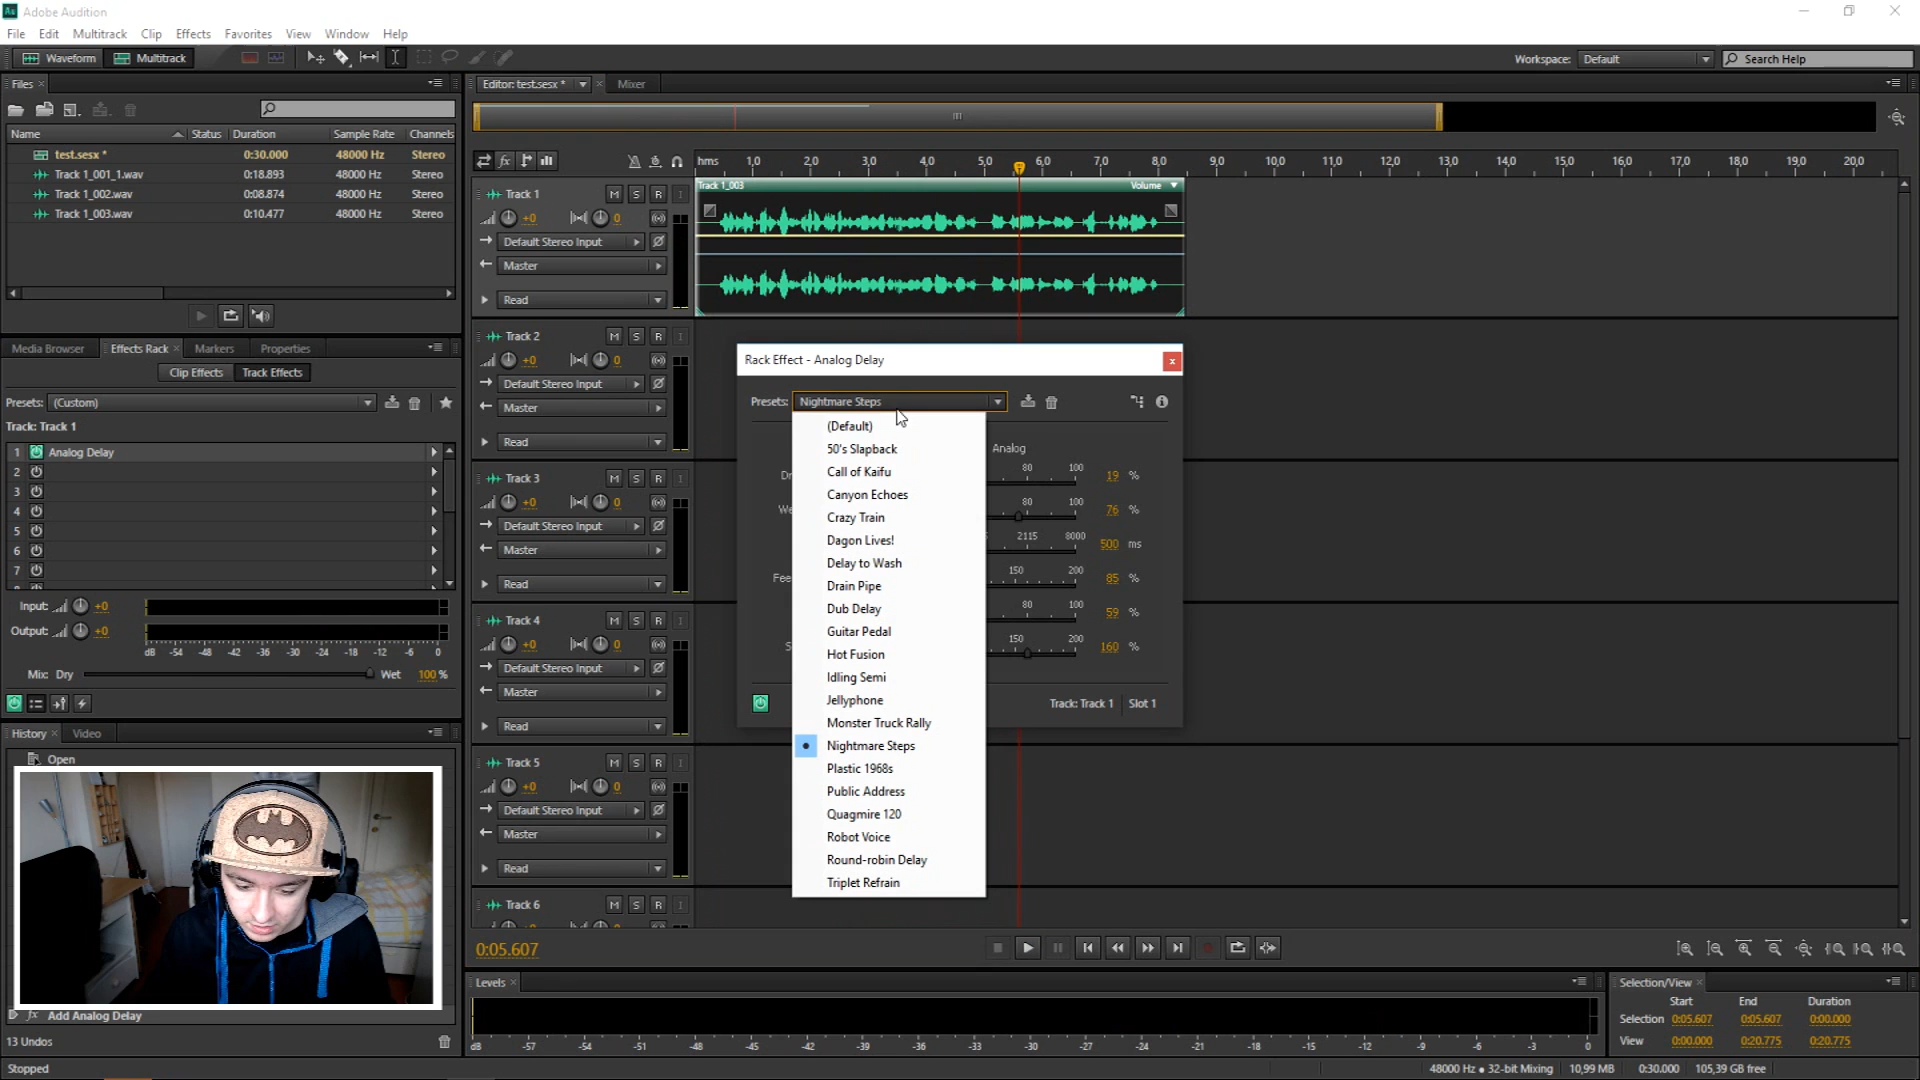 Adobe Audition
File Edit Multitrack Clip Effects Favorites View Window Help
Waveform Multitrack
Workspace: Default Search Help
Files
Name Status Duration Sample Rate Channels
test.sesx * 0:30.000 48000 Hz Stereo
Track 1_001_1.wav 0:18.893 48000 Hz Stereo
Track 1_002.wav 0:08.874 48000 Hz Stereo
Track 1_003.wav 0:10.477 48000 Hz Stereo
Media Browser Effects Rack Markers Properties
Clip Effects Track Effects
Presets: (Custom)
Track: Track 1
1 Analog Delay
2
3
4
5
6
7
Input: +0
Output: +0
dB -54 -48 -42 -36 -30 -24 -18 -12 -6 0
Mix: Dry Wet 100 %
History Video
Open
fx Add Analog Delay
13 Undos
Stopped
Editor: test.sesx * Mixer
fx
hms 1,0 2,0 3,0 4,0 5,0 6,0 7,0 8,0 9,0 10,0 11,0 12,0 13,0 14,0 15,0 16,0 17,0 18,0 19,0 20,0
Track 1 M S R I
+0 0
Default Stereo Input
Master
Read
Track 1_003 Volume
Track 2 M S R I
+0 0
Default Stereo Input
Master
Read
Track 3 M S R I
+0 0
Default Stereo Input
Master
Read
Track 4 M S R I
+0 0
Default Stereo Input
Master
Read
Track 5 M S R I
+0 0
Default Stereo Input
Master
Read
Track 6 M S R I
Rack Effect - Analog Delay
Presets: Nightmare Steps
(Default)
50's Slapback
Call of Kaifu
Canyon Echoes
Crazy Train
Dagon Lives!
Delay to Wash
Drain Pipe
Dub Delay
Guitar Pedal
Hot Fusion
Idling Semi
Jellyphone
Monster Truck Rally
Nightmare Steps
Plastic 1968s
Public Address
Quagmire 120
Robot Voice
Round-robin Delay
Triplet Refrain
Analog
80 100
19 %
80 100
76 %
2115 8000
500 ms
150 200
85 %
80 100
59 %
150 200
160 %
Track: Track 1 Slot 1
0:05.607
Levels
dB -57 -54 -51 -48 -45 -42 -39 -36 -33 -30 -27 -24 -21 -18 -15 -12 -9 -6 -3 0
Selection/View
Start End Duration
Selection 0:05.607 0:05.607 0:00.000
View 0:00.000 0:20.775 0:20.775
48000 Hz ● 32-bit Mixing 10,99 MB 0:30.000 105,39 GB free